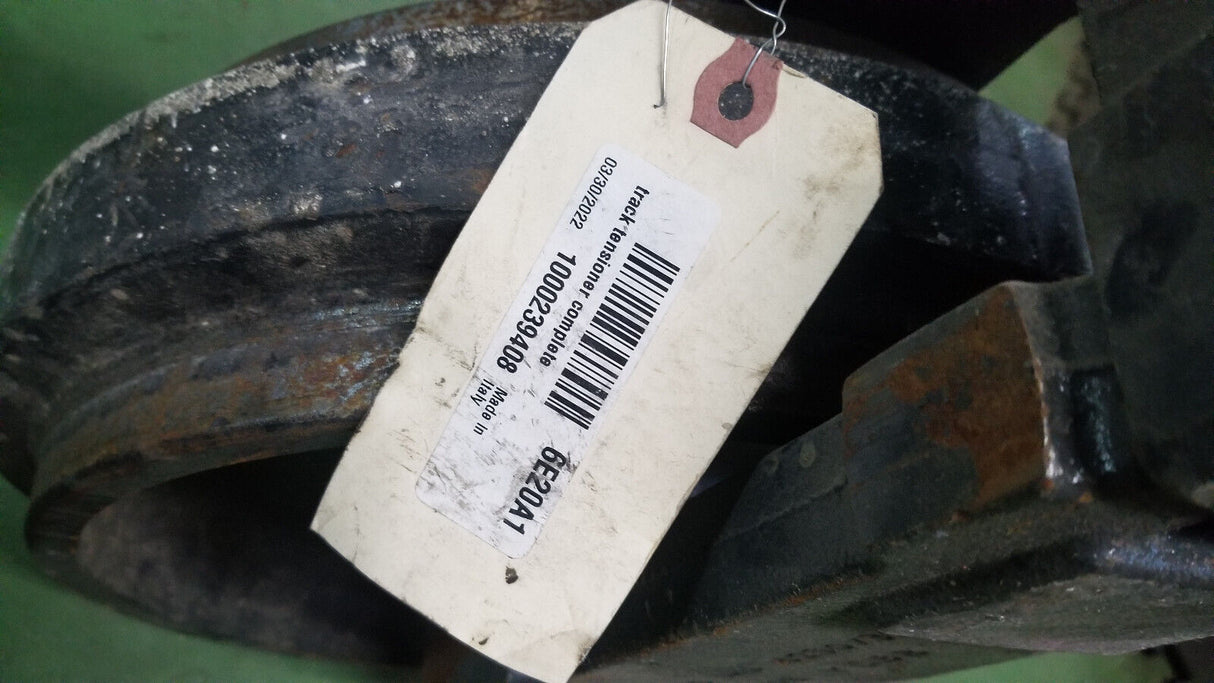 03/30/2022
track tensioner complete
1000239408
Made in
Italy
6E20A1